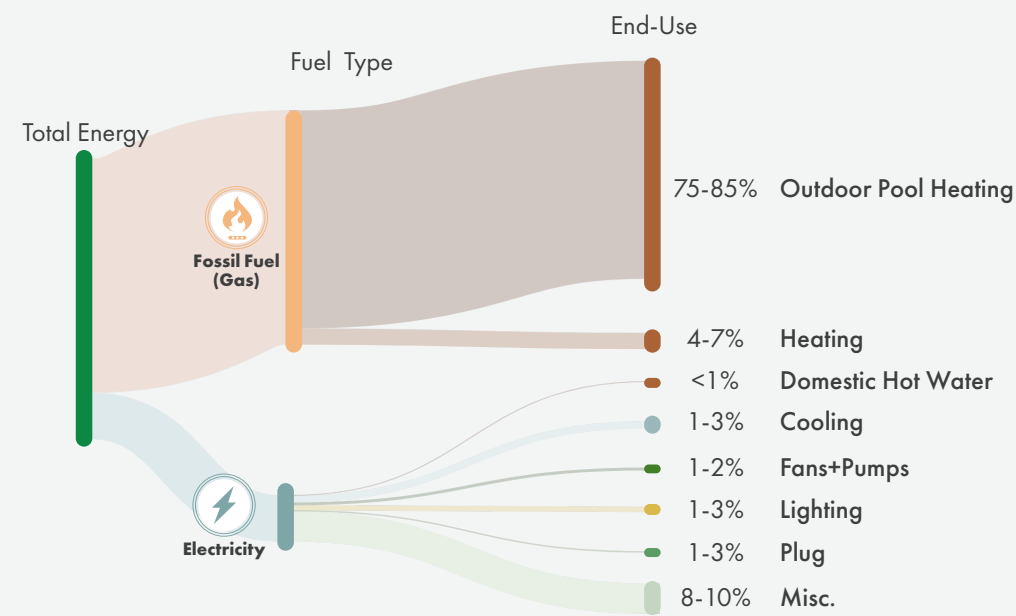 End-Use
Fuel Type
Total Energy
75-85% Outdoor Pool Heating
Fossil Fuel
(Gas)
4-7% Heating
<1% Domestic Hot Water
1-3% Cooling
1-2% Fans+Pumps
1-3% Lighting
Electricity
1-3% Plug
8-10% Misc.